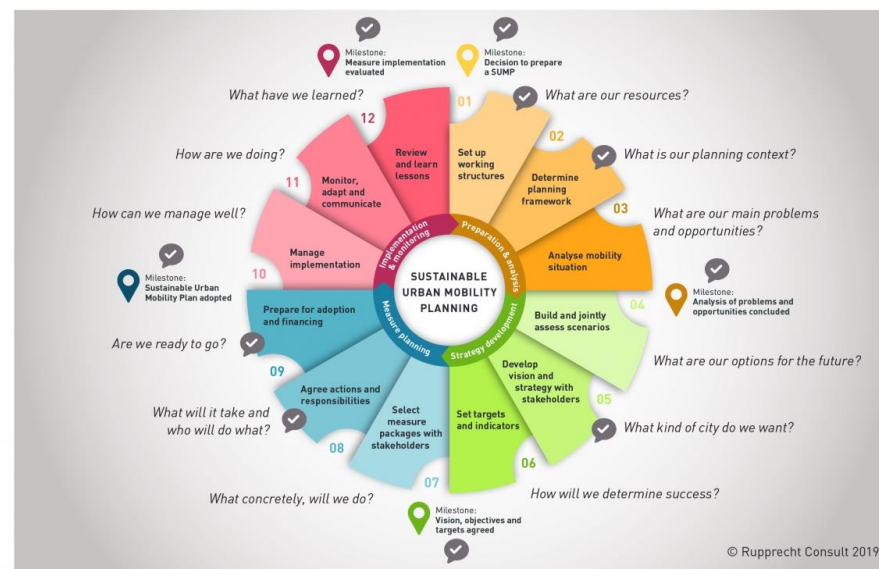 Milestone:
Measure implementation
evaluated
Milestone:
Decision to prepare
a SUMP
What have we learned?
12
Review
and learn
lessons
01
Set up
working
structures
What are our resources?
02
Determine
planning
framework
What is our planning context?
03
Analyse mobility
situation
What are our main problems
and opportunities?
Milestone:
Analysis of problems and
opportunities concluded
04
Build and jointly
assess scenarios
What are our options for the future?
05
Develop
vision and
strategy with
stakeholders
What kind of city do we want?
06
Set targets
and indicators
How will we determine success?
Milestone:
Vision, objectives and
targets agreed
07
Select
measure
packages with
stakeholders
What concretely, will we do?
08
Agree actions and
responsibilities
What will it take and
who will do what?
09
Prepare for adoption
and financing
Are we ready to go?
Milestone:
Sustainable Urban
Mobility Plan adopted
10
Manage
implementation
How can we manage well?
11
Monitor,
adapt and
communicate
How are we doing?
Preparation & analysis
Strategy development
Measure planning
Implementation
& monitoring
SUSTAINABLE
URBAN MOBILITY
PLANNING
© Rupprecht Consult 2019